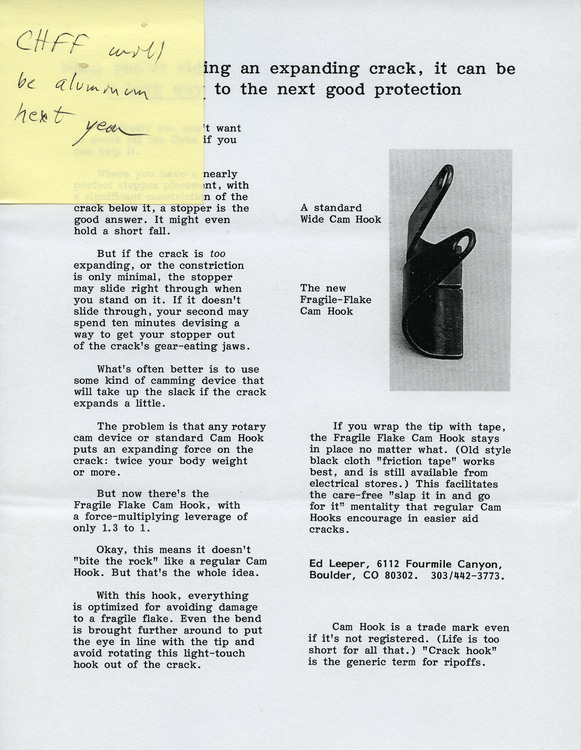 CHFF will
be aluminum
next year
ing an expanding crack, it can be
to the next good protection
't want
if you
Where you have a nearly
perfect stopper placement, with
a significant constriction of the
crack below it, a stopper is the
good answer. It might even
hold a short fall.
But if the crack is too
expanding, or the constriction
is only minimal, the stopper
may slide right through when
you stand on it. If it doesn't
slide through, your second may
spend ten minutes devising a
way to get your stopper out
of the crack's gear-eating jaws.
What's often better is to use
some kind of camming device that
will take up the slack if the crack
expands a little.
The problem is that any rotary
cam device or standard Cam Hook
puts an expanding force on the
crack: twice your body weight
or more.
But now there's the
Fragile Flake Cam Hook, with
a force-multiplying leverage of
only 1.3 to 1.
Okay, this means it doesn't
"bite the rock" like a regular Cam
Hook. But that's the whole idea.
With this hook, everything
is optimized for avoiding damage
to a fragile flake. Even the bend
is brought further around to put
the eye in line with the tip and
avoid rotating this light-touch
hook out of the crack.
A standard
Wide Cam Hook
The new
Fragile-Flake
Cam Hook
If you wrap the tip with tape,
the Fragile Flake Cam Hook stays
in place no matter what. (Old style
black cloth "friction tape" works
best, and is still available from
electrical stores.) This facilitates
the care-free "slap it in and go
for it" mentality that regular Cam
Hooks encourage in easier aid
cracks.
Ed Leeper, 6112 Fourmile Canyon,
Boulder, CO 80302. 303/442-3773.
Cam Hook is a trade mark even
if it's not registered. (Life is too
short for all that.) "Crack hook"
is the generic term for ripoffs.